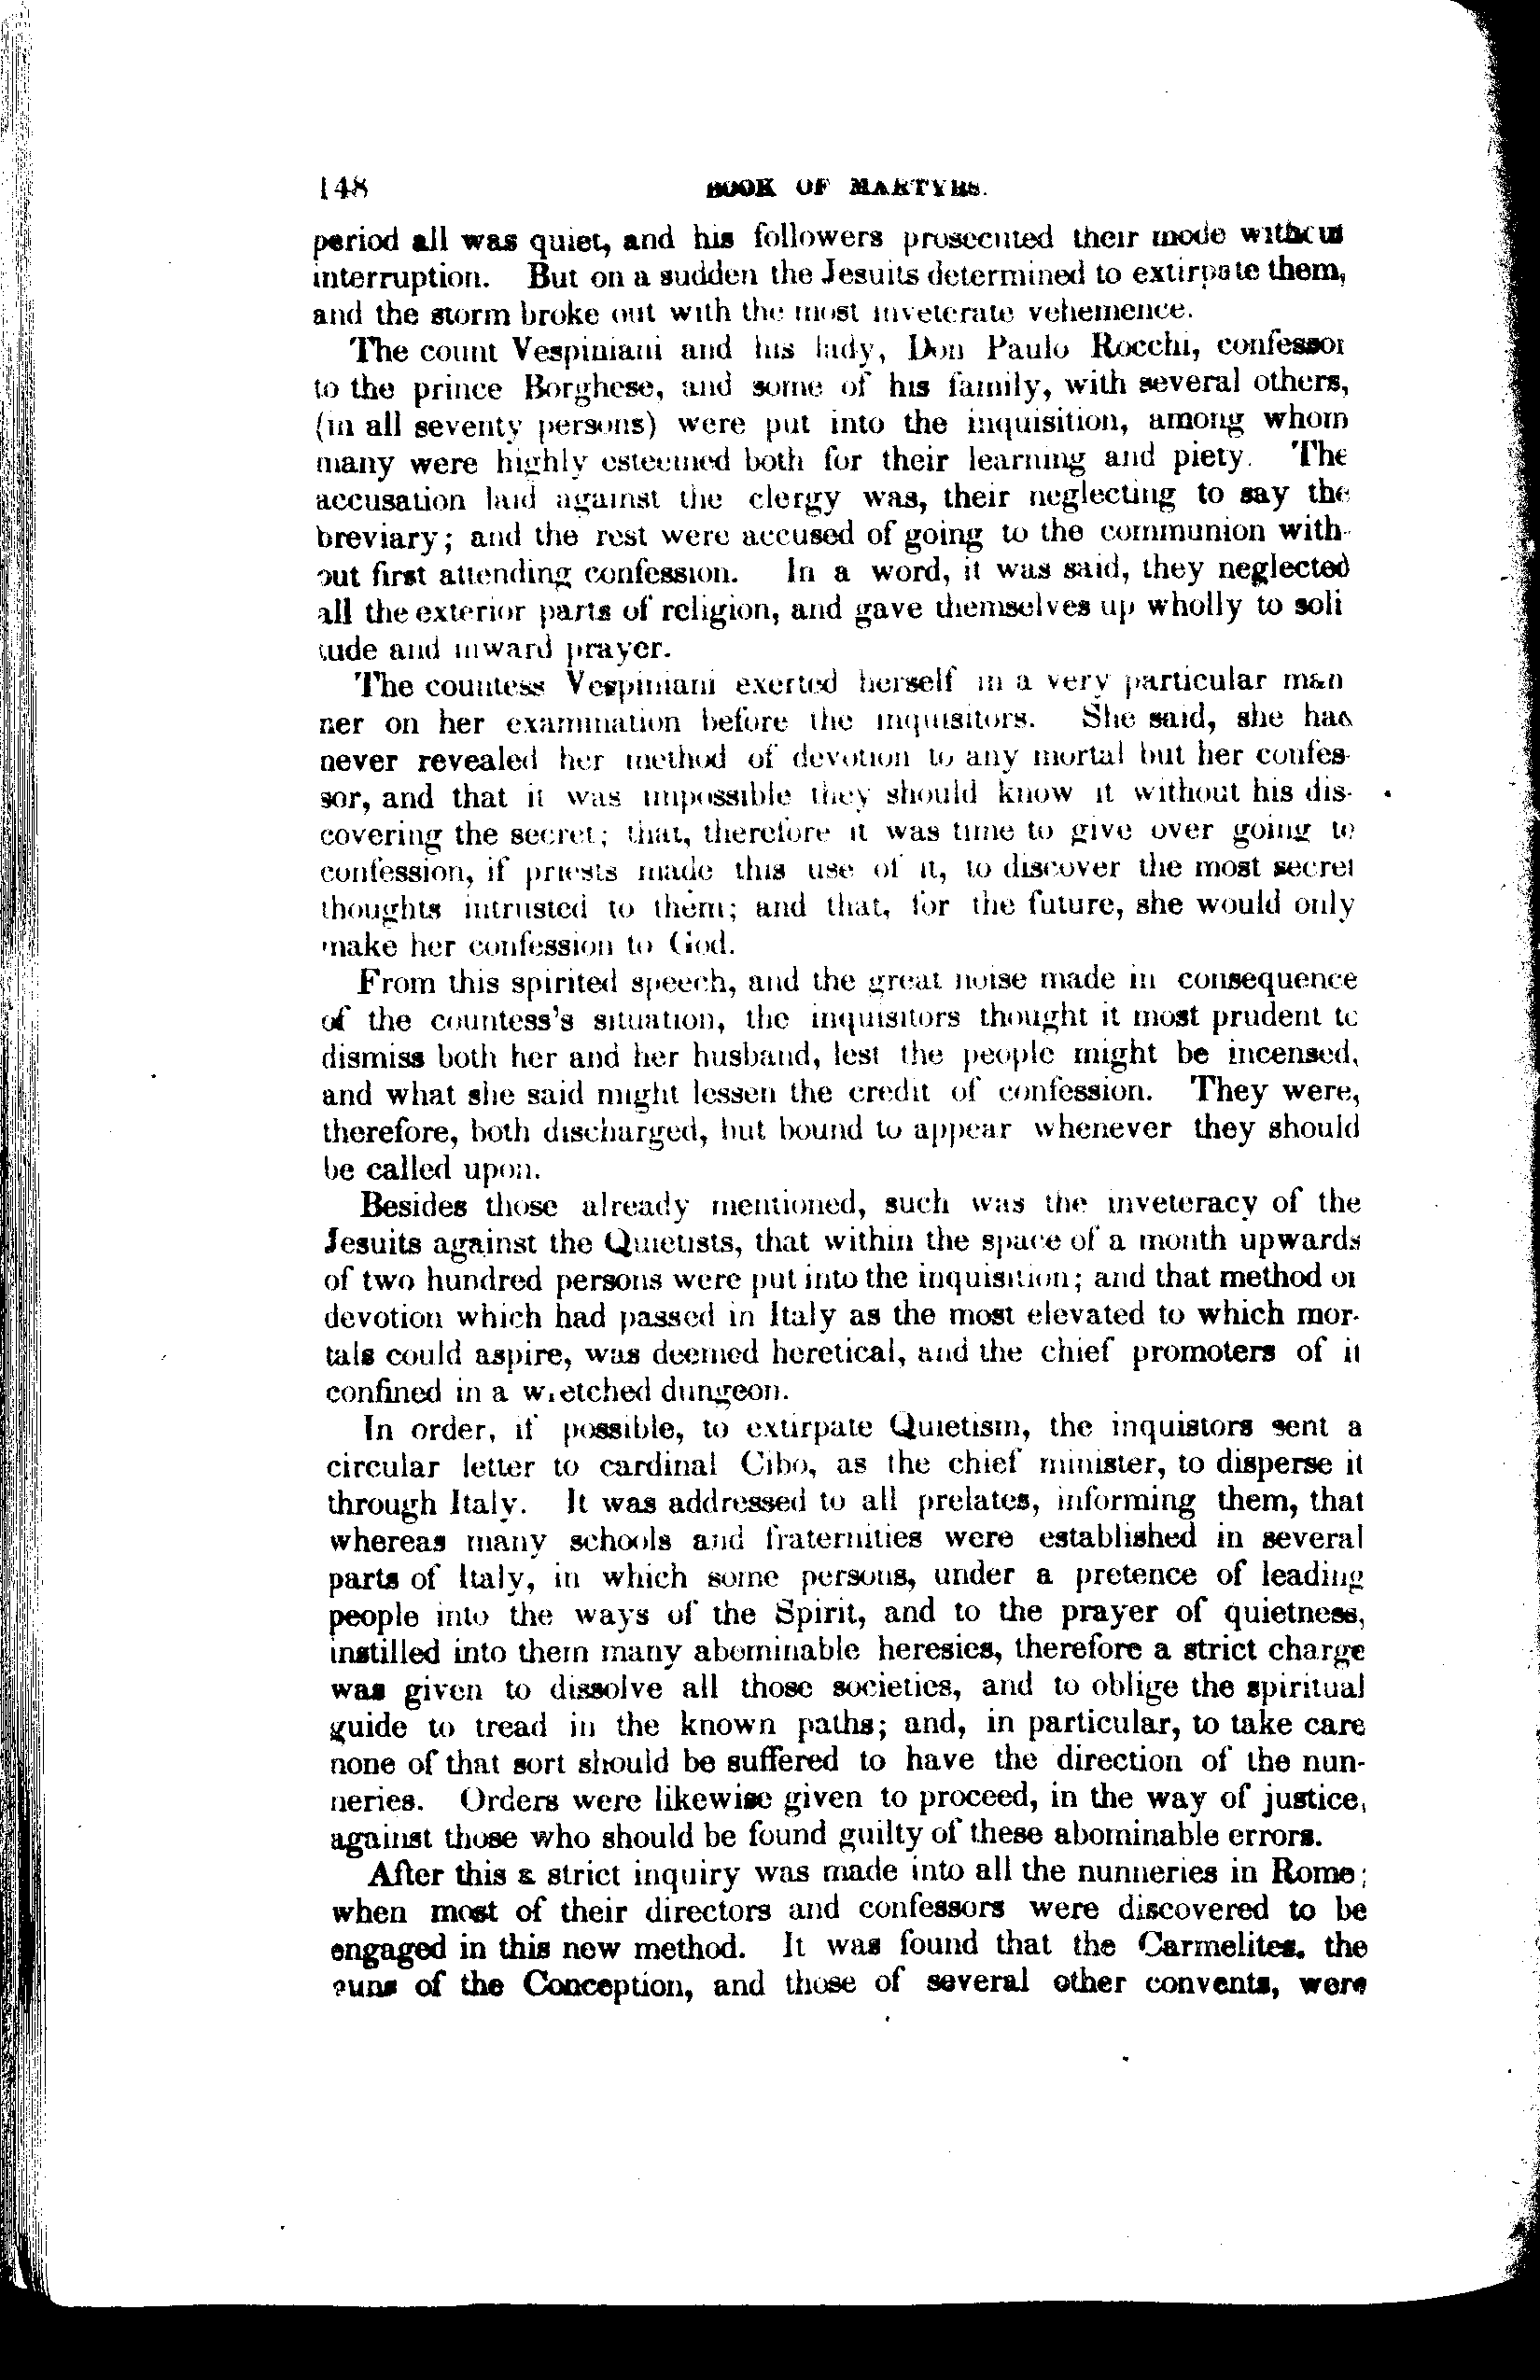 148 BOOK OF MARTYRS.
period all was quiet, and his followers prosecuted their mode without
interruption. But on a sudden the Jesuits determined to extirpate them,
and the storm broke out with the most inveterate vehemence.
The count Vespiniani and his lady, Don Paulo Rocchi, confessor
to the prince Borghese, and some of his family, with several others,
(in all seventy persons) were put into the inquisition, among whom
many were highly esteemed both for their learning and piety. The
accusation laid against the clergy was, their neglecting to say the
breviary; and the rest were accused of going to the communion with-
out first attending confession. In a word, it was said, they neglected
all the exterior parts of religion, and gave themselves up wholly to soli
tude and inward prayer.
The countess Vespiniani exerted herself in a very particular man
ner on her examination before the inquisitors. She said, she had
never revealed her method of devotion to any mortal but her confes-
sor, and that it was impossible they should know it without his dis-
covering the secret; that, therefore it was time to give over going to
confession, if priests made this use of it, to discover the most secret
thoughts intrusted to them; and that, for the future, she would only
make her confession to God.
From this spirited speech, and the great noise made in consequence
of the countess's situation, the inquisitors thought it most prudent to
dismiss both her and her husband, lest the people might be incensed,
and what she said might lessen the credit of confession. They were,
therefore, both discharged, but bound to appear whenever they should
be called upon.
Besides those already mentioned, such was the inveteracy of the
Jesuits against the Quietists, that within the space of a month upwards
of two hundred persons were put into the inquisition; and that method of
devotion which had passed in Italy as the most elevated to which mor-
tals could aspire, was deemed heretical, and the chief promoters of it
confined in a wretched dungeon.
In order, if possible, to extirpate Quietism, the inquistors sent a
circular letter to cardinal Cibo, as the chief minister, to disperse it
through Italy. It was addressed to all prelates, informing them, that
whereas many schools and fraternities were established in several
parts of Italy, in which some persons, under a pretence of leading
people into the ways of the Spirit, and to the prayer of quietness,
instilled into them many abominable heresies, therefore a strict charge
was given to dissolve all those societies, and to oblige the spiritual
guide to tread in the known paths; and, in particular, to take care
none of that sort should be suffered to have the direction of the nun-
neries. Orders were likewise given to proceed, in the way of justice,
against those who should be found guilty of these abominable errors.
After this a strict inquiry was made into all the nunneries in Rome;
when most of their directors and confessors were discovered to be
engaged in this new method. It was found that the Carmelites, the
nuns of the Conception, and those of several other convents, were